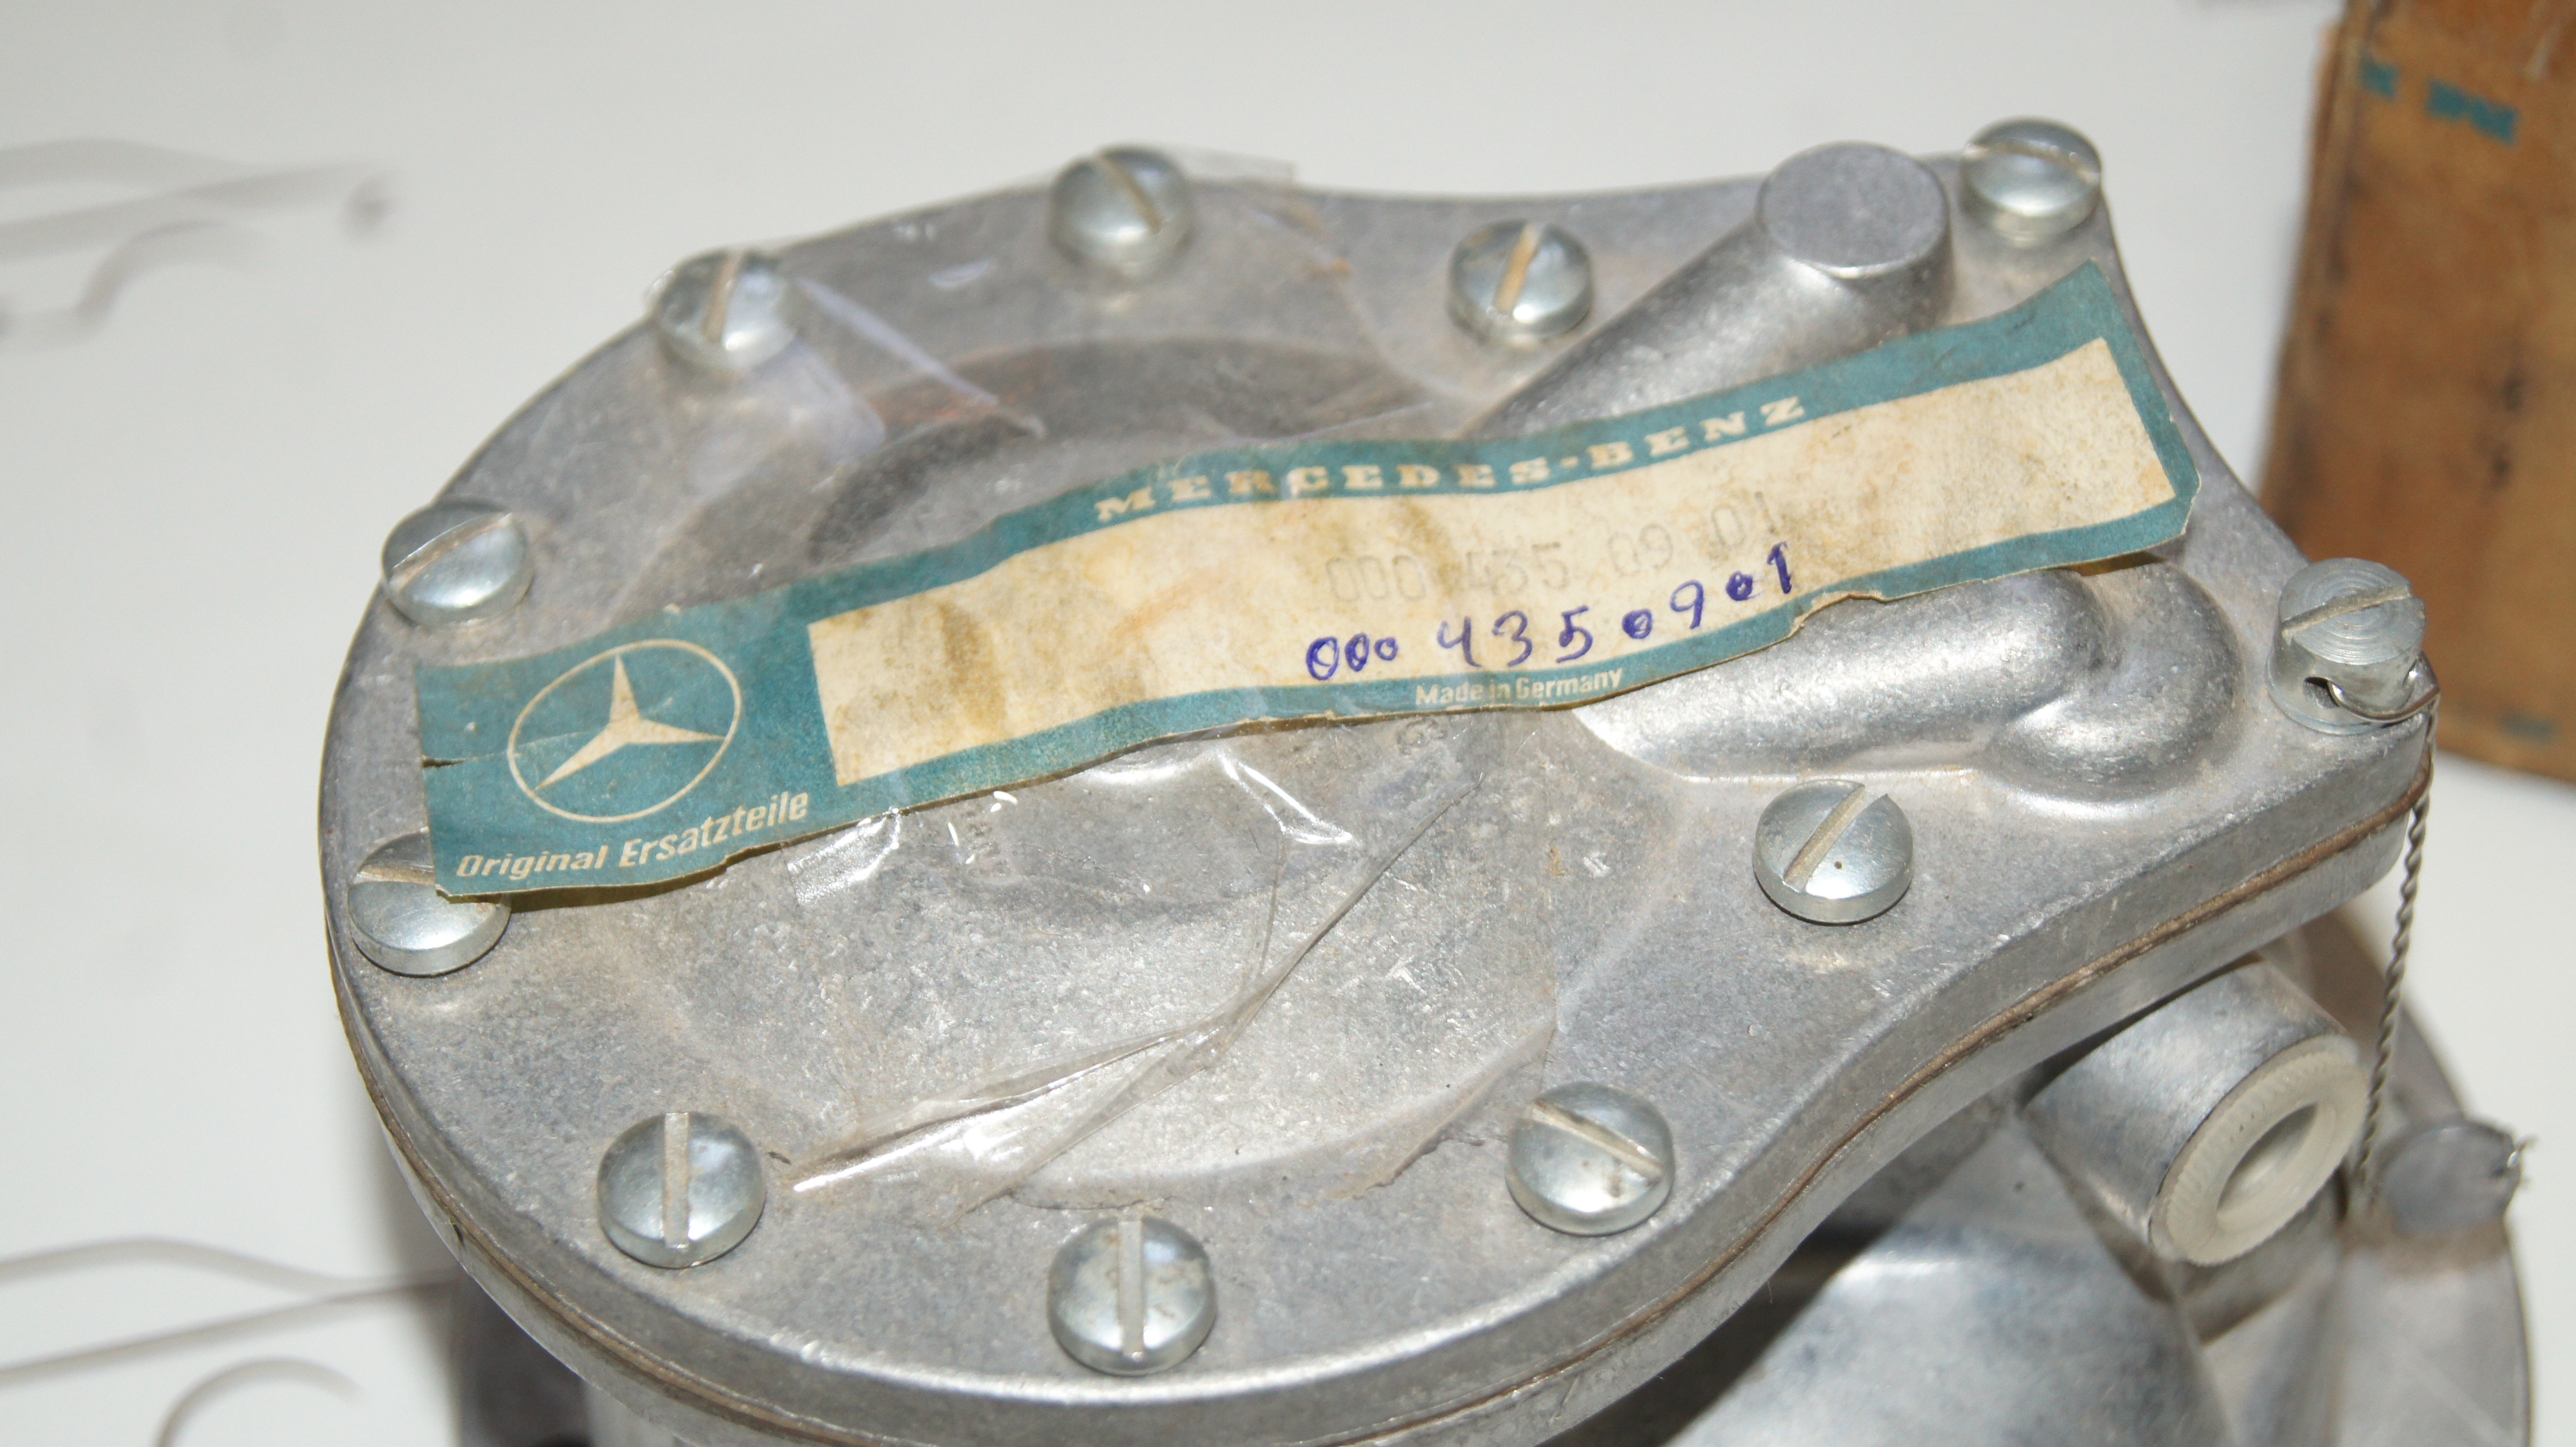 MERCEDES-BENZ
000 435 09 01
000 4350901
Made in Germany
Original Ersatzteile